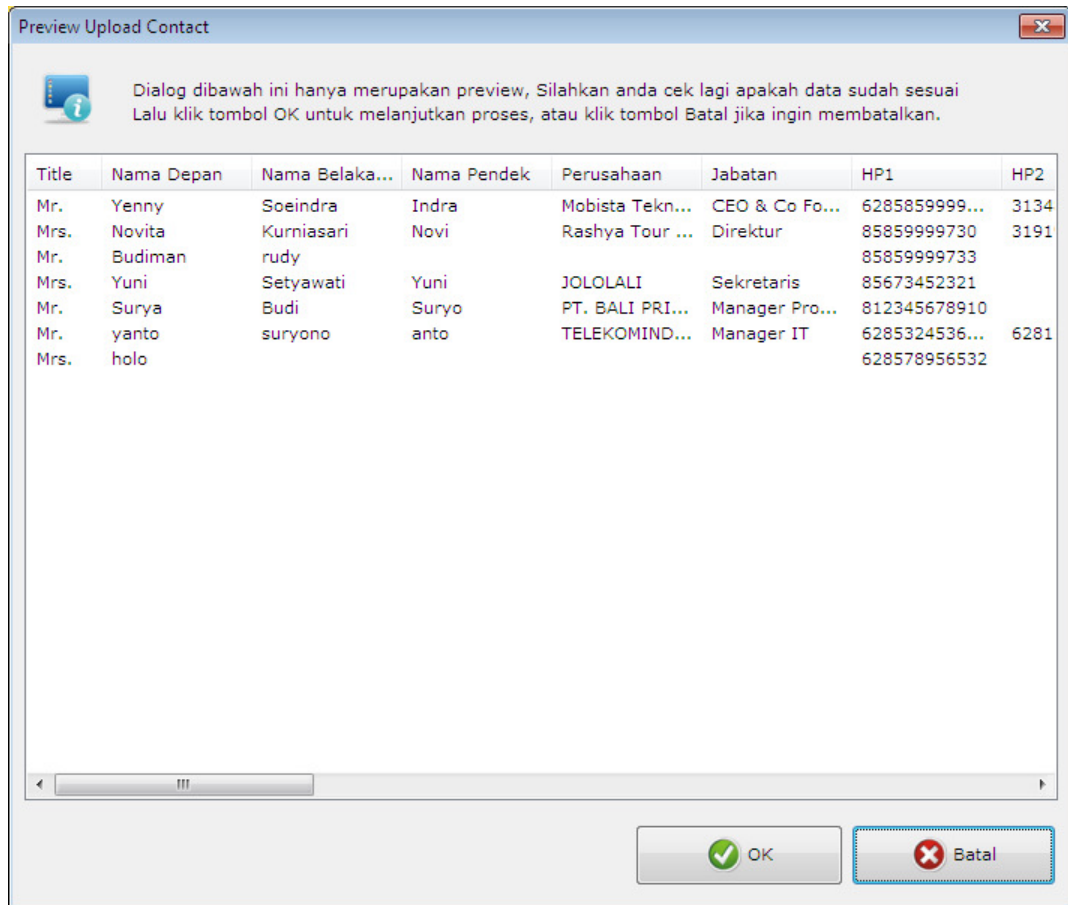 Preview Upload Contact
Dialog dibawah ini hanya merupakan preview, Silahkan anda cek lagi apakah data sudah sesuai
Lalu klik tombol OK untuk melanjutkan proses, atau klik tombol Batal jika ingin membatalkan.
Title Nama Depan Nama Belaka... Nama Pendek Perusahaan Jabatan HP1 HP2
Mr. Yenny Soeindra Indra Mobista Tekn... CEO & Co Fo... 6285859999... 3134
Mrs. Novita Kurniasari Novi Rashya Tour ... Direktur 85859999730 3191
Mr. Budiman rudy 85859999733
Mrs. Yuni Setyawati Yuni JOLOLALI Sekretaris 85673452321
Mr. Surya Budi Suryo PT. BALI PRI... Manager Pro... 812345678910
Mr. yanto suryono anto TELEKOMIND... Manager IT 6285324536... 6281
Mrs. holo 628578956532
OK Batal